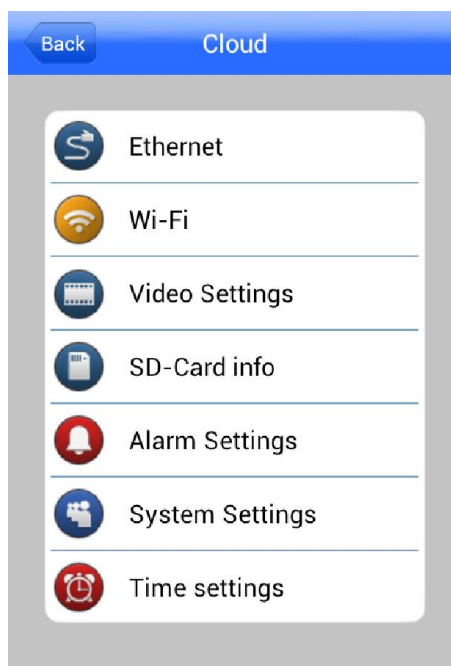 Back
Cloud
Ethernet
Wi-Fi
Video Settings
SD-Card info
Alarm Settings
System Settings
Time settings